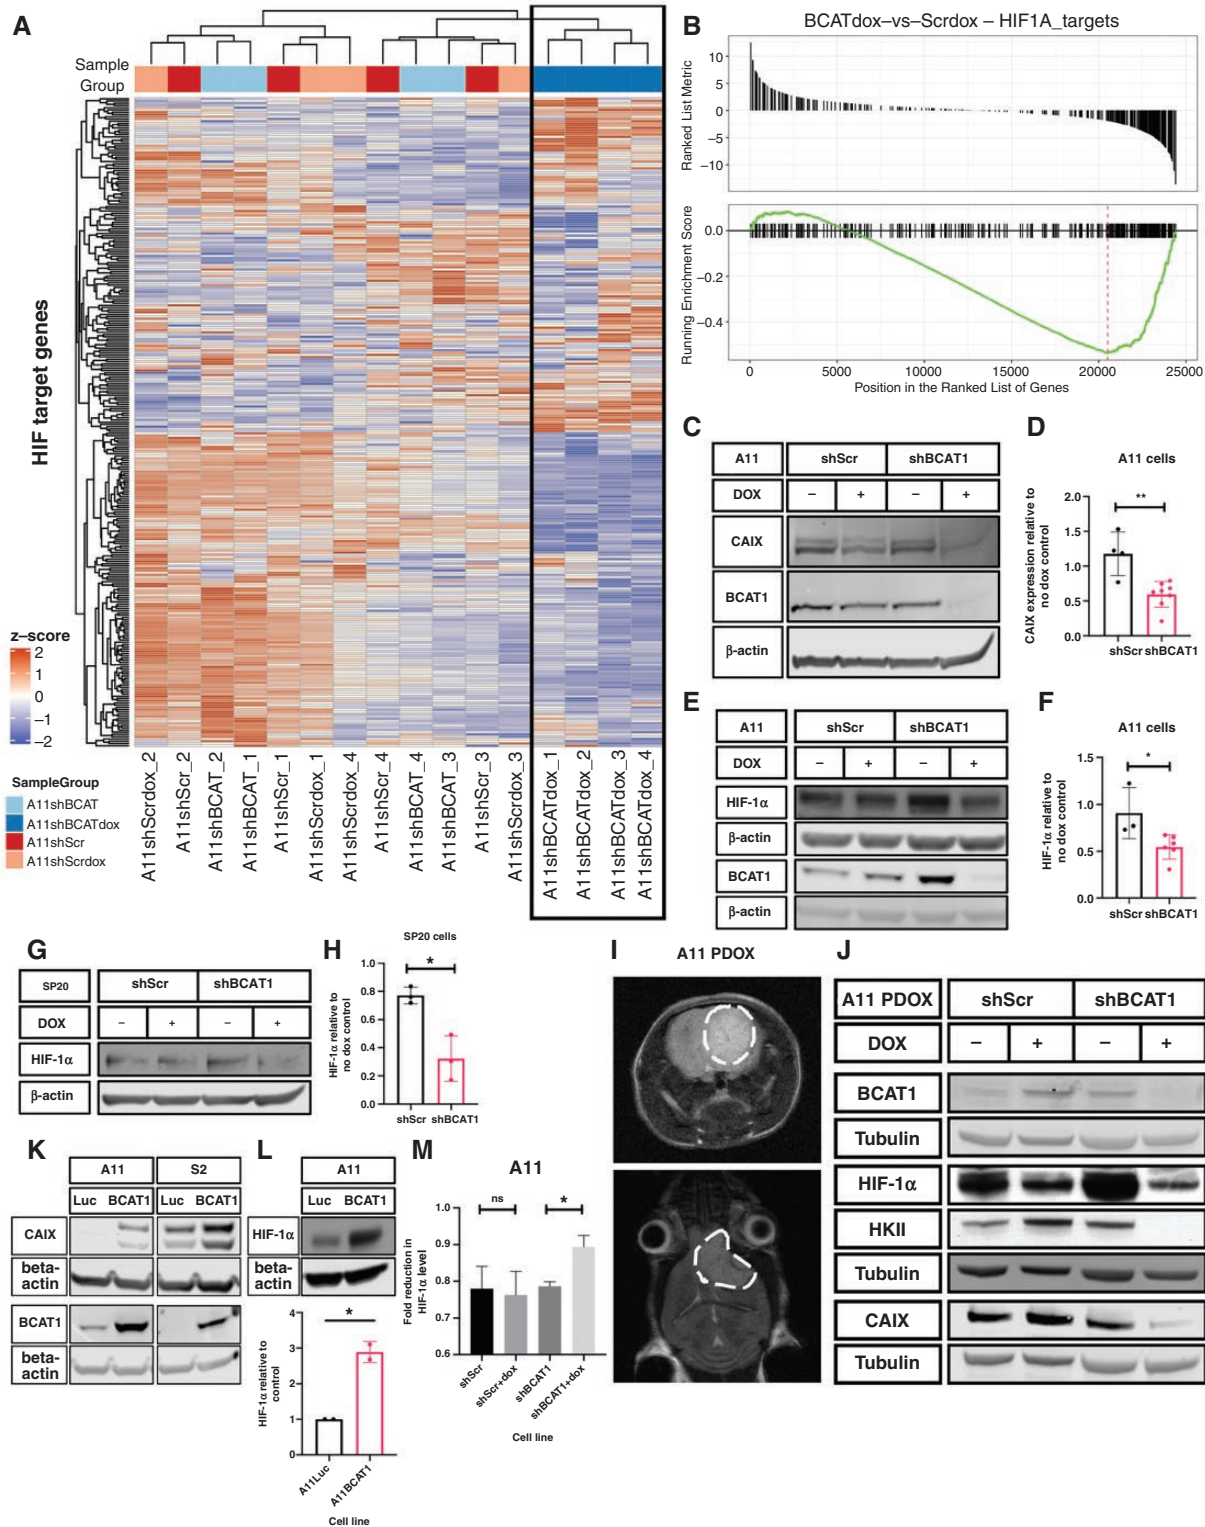 A
Sample
Group
HIF target genes
z–score
2
1
0
–1
–2
SampleGroup
A11shBCAT
A11shBCATdox
A11shScr
A11shScrdox
A11shScrdox_2
A11shScr_2
A11shBCAT_2
A11shBCAT_1
A11shScr_1
A11shScrdox_1
A11shScrdox_4
A11shScr_4
A11shBCAT_4
A11shBCAT_3
A11shScr_3
A11shScrdox_3
A11shBCATdox_1
A11shBCATdox_2
A11shBCATdox_3
A11shBCATdox_4
B
BCATdox–vs–Scrdox – HIF1A_targets
Ranked List Metric
10
5
0
–5
–10
Running Enrichment Score
0.0
–0.2
–0.4
0 5000 10000 15000 20000 25000
Position in the Ranked List of Genes
C
A11 shScr shBCAT1
DOX – + – +
CAIX
BCAT1
β-actin
D
A11 cells
CAIX expression relative to
no dox control
2.0
1.5
1.0
0.5
0.0
**
shScr shBCAT1
E
A11 shScr shBCAT1
DOX – + – +
HIF-1α
β-actin
BCAT1
β-actin
F
A11 cells
HIF-1α relative to
no dox control
1.5
1.0
0.5
0.0
*
shScr shBCAT1
G
SP20 shScr shBCAT1
DOX – + – +
HIF-1α
β-actin
H
SP20 cells
HIF-1α relative to
no dox control
1.0
0.8
0.6
0.4
0.2
0.0
*
shScr shBCAT1
I
A11 PDOX
J
A11 PDOX shScr shBCAT1
DOX – + – +
BCAT1
Tubulin
HIF-1α
HKII
Tubulin
CAIX
Tubulin
K
A11 S2
Luc BCAT1 Luc BCAT1
CAIX
beta-
actin
BCAT1
beta-
actin
L
A11
Luc BCAT1
HIF-1α
beta-
actin
HIF-1α relative to
control
4
3
2
1
0
*
A11Luc
A11BCAT1
Cell line
M
A11
Fold reduction in
HIF-1α level
1.0
0.9
0.8
0.7
0.6
ns
*
shScr
shScr+dox
shBCAT1
shBCAT1+dox
Cell line